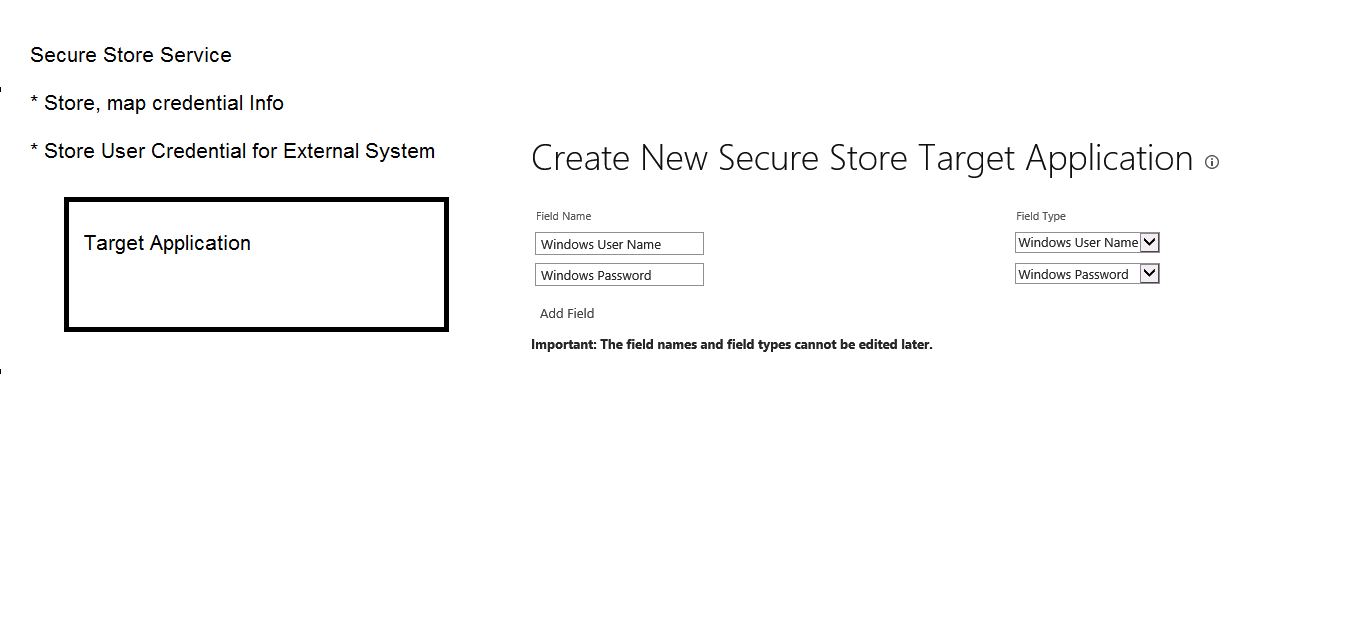 Secure Store Service
* Store, map credential Info
* Store User Credential for External System
Target Application
Create New Secure Store Target Application
Field Name
Field Type
Windows User Name
Windows User Name
Windows Password
Windows Password
Add Field
Important: The field names and field types cannot be edited later.